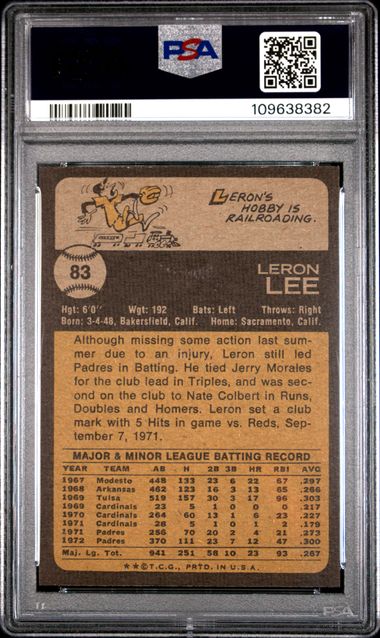 PSA
109638382
LERON'S
HOBBY IS
RAILROADING.
83
LERON
LEE
Hgt: 6'0" Wgt: 192 Bats: Left Throws: Right
Born: 3-4-48, Bakersfield, Calif. Home: Sacramento, Calif.
Although missing some action last sum-
mer due to an injury, Leron still led
Padres in Batting. He tied Jerry Morales
for the club lead in Triples, and was sec-
ond on the club to Nate Colbert in Runs,
Doubles and Homers. Leron set a club
mark with 5 Hits in game vs. Reds,
September 7, 1971.
MAJOR & MINOR LEAGUE BATTING RECORD
YEAR TEAM AB H 2B 3B HR RBI AVG
1967 Modesto 448 133 23 6 22 67 .297
1968 Arkansas 462 123 16 3 13 65 .266
1969 Tulsa 519 157 30 3 17 96 .303
1969 Cardinals 23 5 1 0 0 0 .217
1970 Cardinals 264 60 13 1 6 23 .227
1971 Cardinals 28 5 1 0 1 2 .179
1971 Padres 256 70 20 2 4 21 .273
1972 Padres 370 111 23 7 12 47 .300
Maj. Lg. Tot. 941 251 58 10 23 93 .267
★★©T.C.G., PRTD. IN U.S.A.